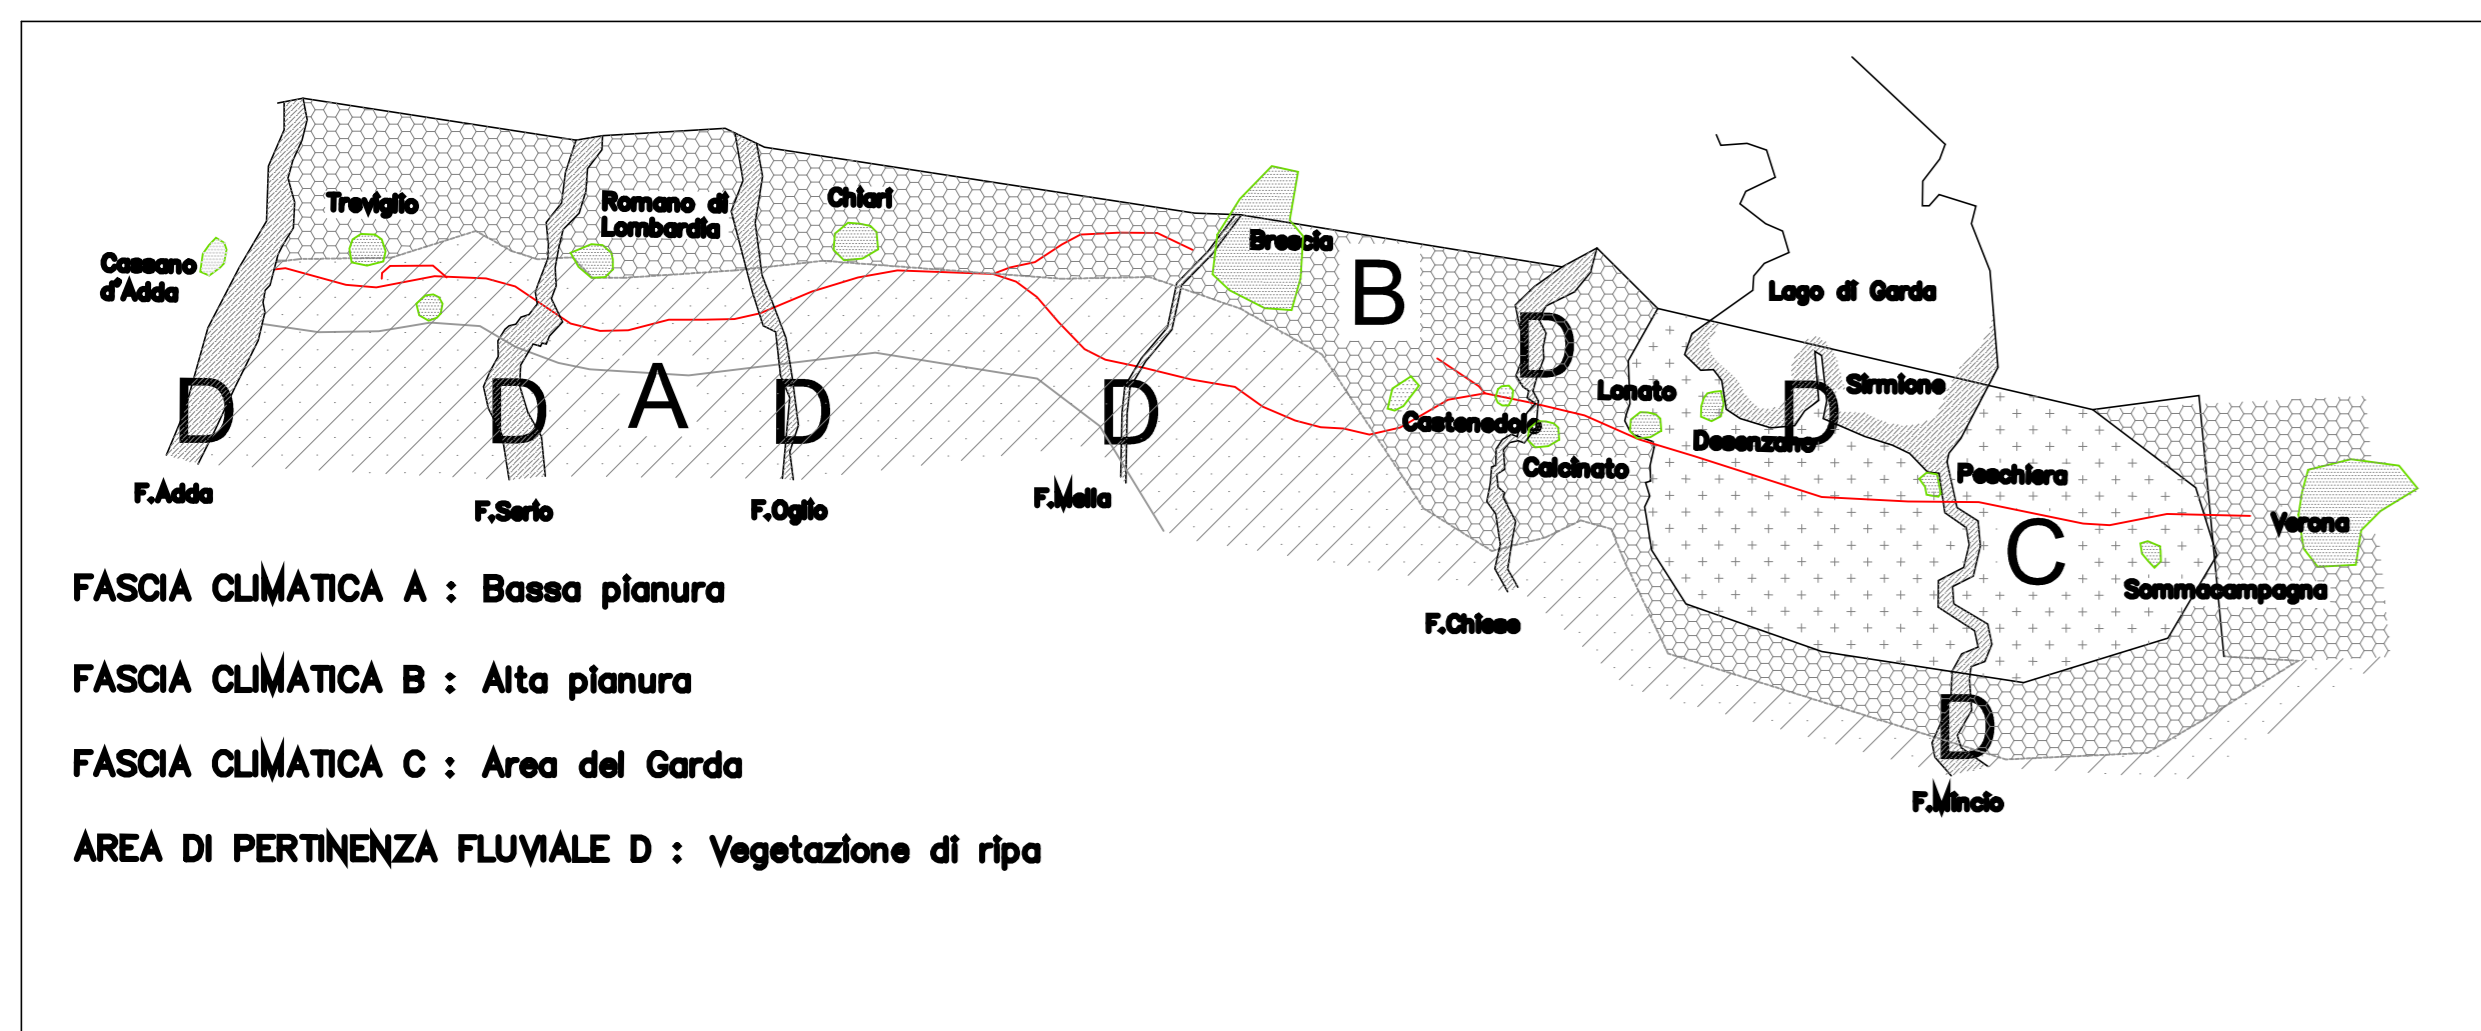 Treviglio
Romano di
Lombardia
Chiari
Brescia
Cassano
d'Adda
B
Lago di Garda
D
Sirmione
Lonato
A
D
D
D
D
D
Castenedolo
Desenzano
Calcinato
Peschiera
F.Adda
F.Serio
F.Oglio
F.Mella
Verona
C
Sommacampagna
F.Chiese
D
F.Mincio
FASCIA CLIMATICA A : Bassa pianura
FASCIA CLIMATICA B : Alta pianura
FASCIA CLIMATICA C : Area del Garda
AREA DI PERTINENZA FLUVIALE D : Vegetazione di ripa